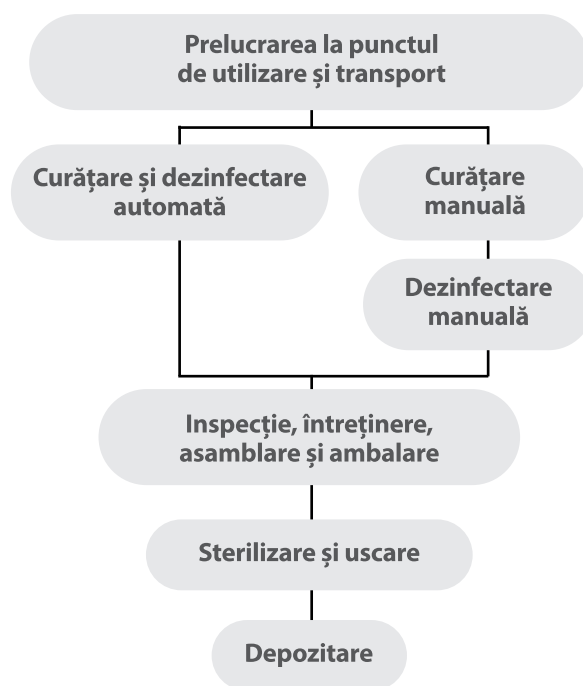 Prelucrarea la punctul
de utilizare și transport
Curățare și dezinfectare
automată
Curățare
manuală
Dezinfectare
manuală
Inspecție, întreținere,
asamblare și ambalare
Sterilizare și uscare
Depozitare